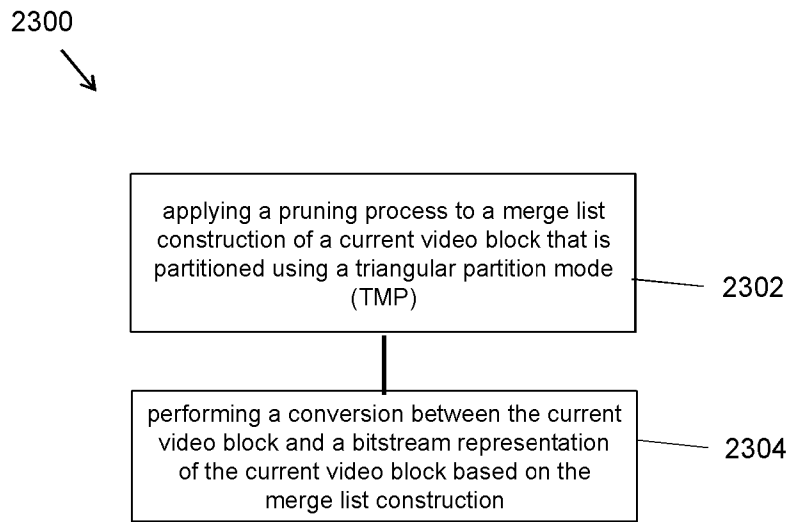 2300
applying a pruning process to a merge list
construction of a current video block that is
partitioned using a triangular partition mode
(TMP)
2302
performing a conversion between the current
video block and a bitstream representation
of the current video block based on the
merge list construction
2304